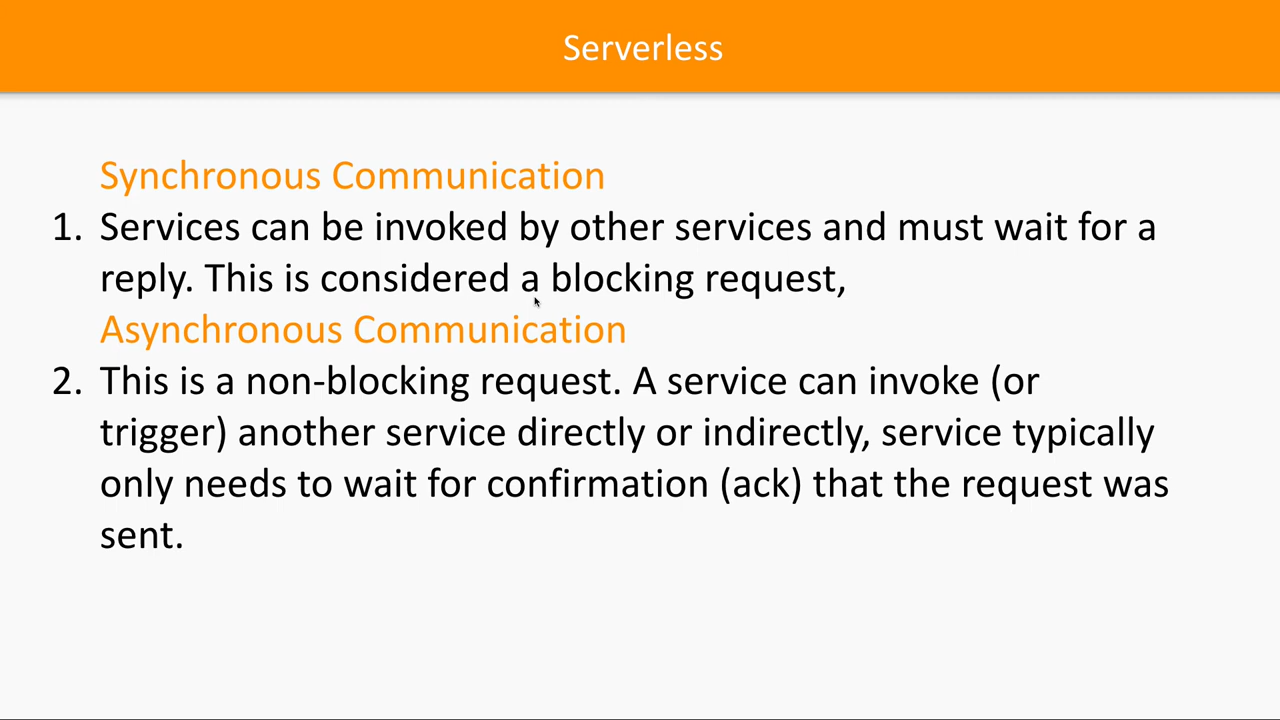 Serverless
Synchronous Communication
1. Services can be invoked by other services and must wait for a
reply. This is considered a blocking request,
Asynchronous Communication
2. This is a non-blocking request. A service can invoke (or
trigger) another service directly or indirectly, service typically
only needs to wait for confirmation (ack) that the request was
sent.